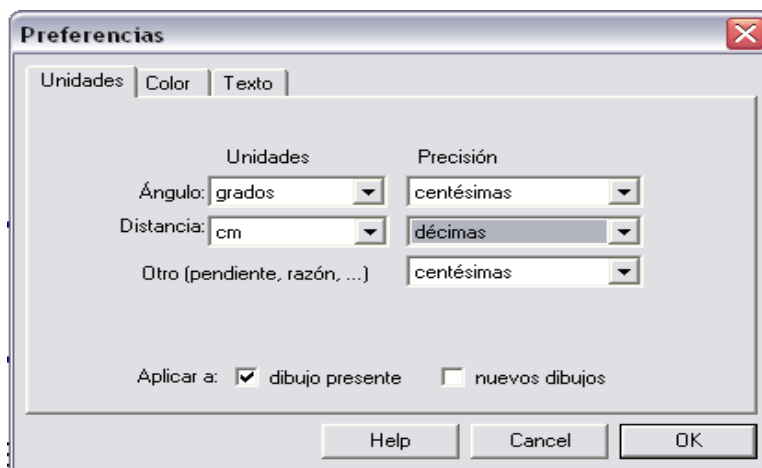 Preferencias
Unidades Color Texto
Unidades Precisión
Ángulo: grados centésimas
Distancia: cm décimas
Otro (pendiente, razón, ...) centésimas
Aplicar a: dibujo presente nuevos dibujos
Help Cancel OK